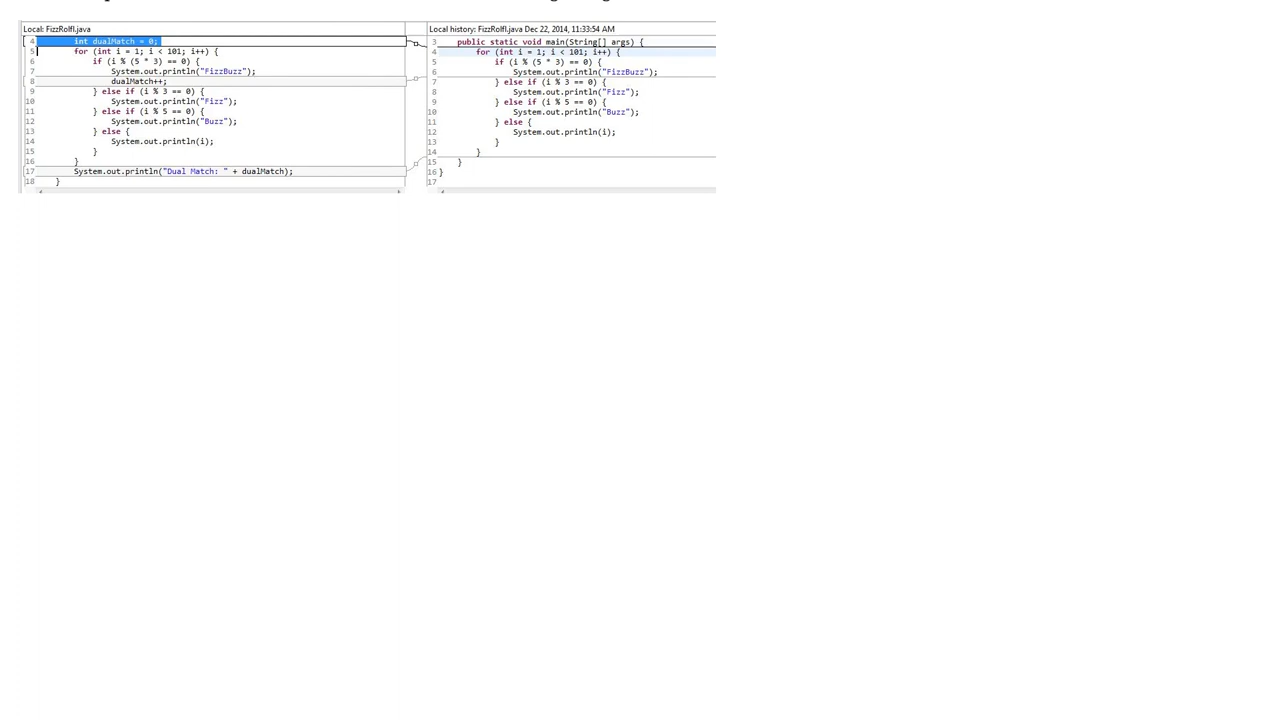 Local: FizzRolfl.java
4 int dualMatch = 0;
5 for (int i = 1; i < 101; i++) {
6 if (i % (5 * 3) == 0) {
7 System.out.println("FizzBuzz");
8 dualMatch++;
9 } else if (i % 3 == 0) {
10 System.out.println("Fizz");
11 } else if (i % 5 == 0) {
12 System.out.println("Buzz");
13 } else {
14 System.out.println(i);
15 }
16 }
17 System.out.println("Dual Match: " + dualMatch);
18 }
Local history: FizzRolfl.java Dec 22, 2014, 11:33:54 AM
3 public static void main(String[] args) {
4 for (int i = 1; i < 101; i++) {
5 if (i % (5 * 3) == 0) {
6 System.out.println("FizzBuzz");
7 } else if (i % 3 == 0) {
8 System.out.println("Fizz");
9 } else if (i % 5 == 0) {
10 System.out.println("Buzz");
11 } else {
12 System.out.println(i);
13 }
14 }
15 }
16 }
17